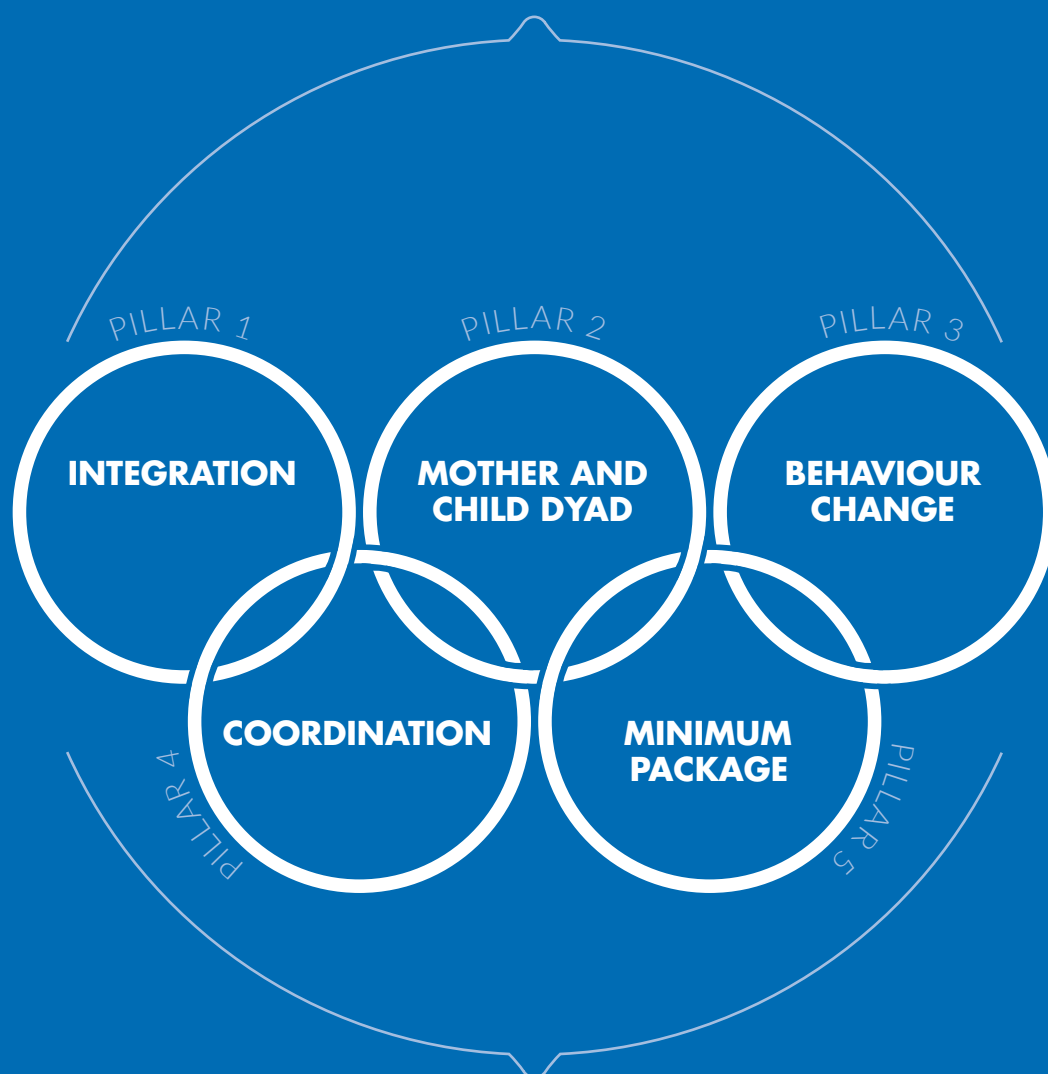 PILLAR 1
PILLAR 2
PILLAR 3
INTEGRATION
MOTHER AND
CHILD DYAD
BEHAVIOUR
CHANGE
COORDINATION
MINIMUM
PACKAGE
PILLAR 4
PILLAR 5